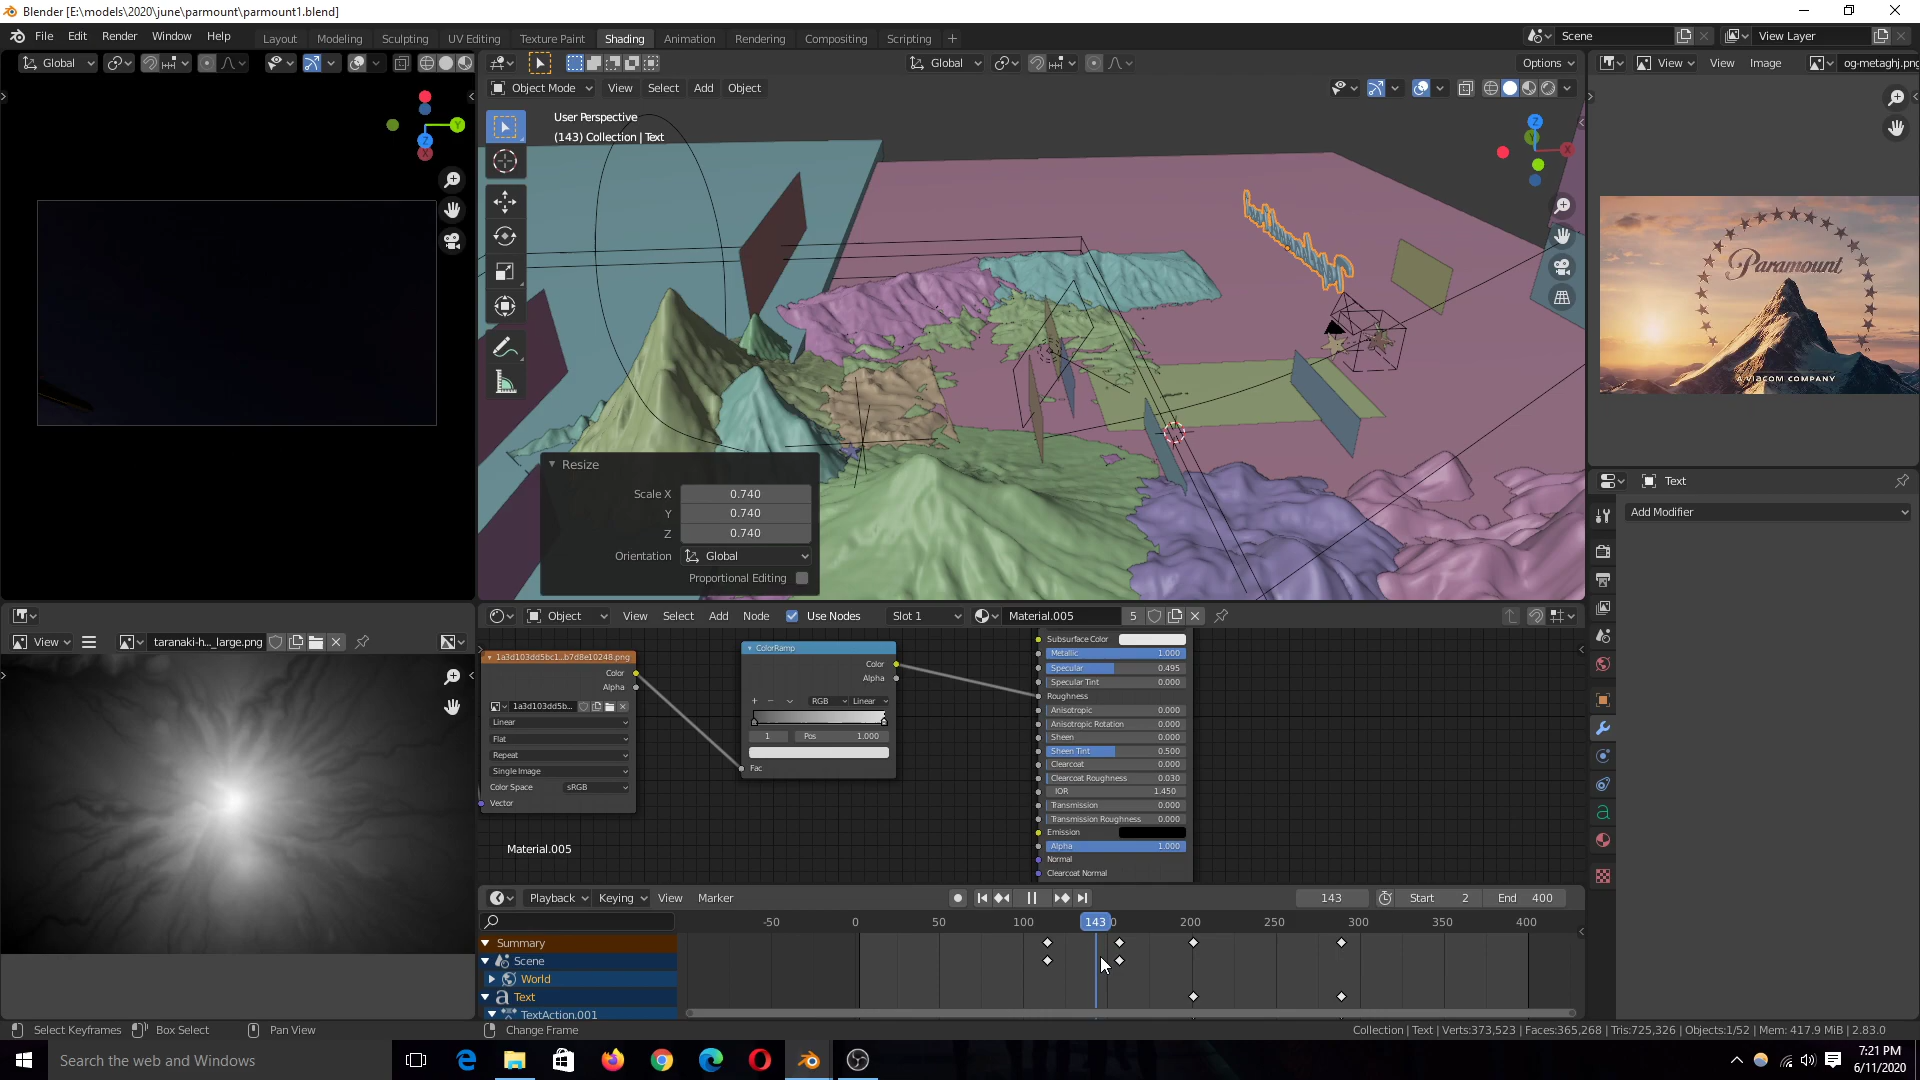 Blender [E:\models\2020\june\parmount\parmount1.blend]
File Edit Render Window Help
Layout Modeling Sculpting UV Editing Texture Paint Shading Animation Rendering Compositing Scripting
Scene
View Layer
Global
Global
Options
View View Image og-metaghj.png
Object Mode View Select Add Object
User Perspective
(143) Collection | Text
Paramount
A VIACOM COMPANY
Resize
Scale X 0.740
Y 0.740
Z 0.740
Orientation Global
Proportional Editing
Text
Add Modifier
View taranaki-h..._large.png
Object View Select Add Node Use Nodes Slot 1 Material.005 5
1a3d103dd5bc1...b7d8e10248.png
Color
Alpha
1a3d103dd5b...
Linear
Flat
Repeat
Single Image
Color Space sRGB
Vector
ColorRamp
Color
Alpha
RGB Linear
1 Pos 1.000
Fac
Subsurface Color
Metallic 1.000
Specular 0.495
Specular Tint 0.000
Roughness
Anisotropic 0.000
Anisotropic Rotation 0.000
Sheen 0.000
Sheen Tint 0.500
Clearcoat 0.000
Clearcoat Roughness 0.030
IOR 1.450
Transmission 0.000
Transmission Roughness 0.000
Emission
Alpha 1.000
Normal
Clearcoat Normal
Material.005
Playback Keying View Marker 143 Start 2 End 400
-50 0 50 100 143 200 250 300 350 400
Summary
Scene
World
Text
TextAction.001
Select Keyframes Box Select Pan View Change Frame
Collection | Text | Verts:373,523 | Faces:365,268 | Tris:725,326 | Objects:1/52 | Mem: 417.9 MiB | 2.83.0
Search the web and Windows
7:21 PM
6/11/2020